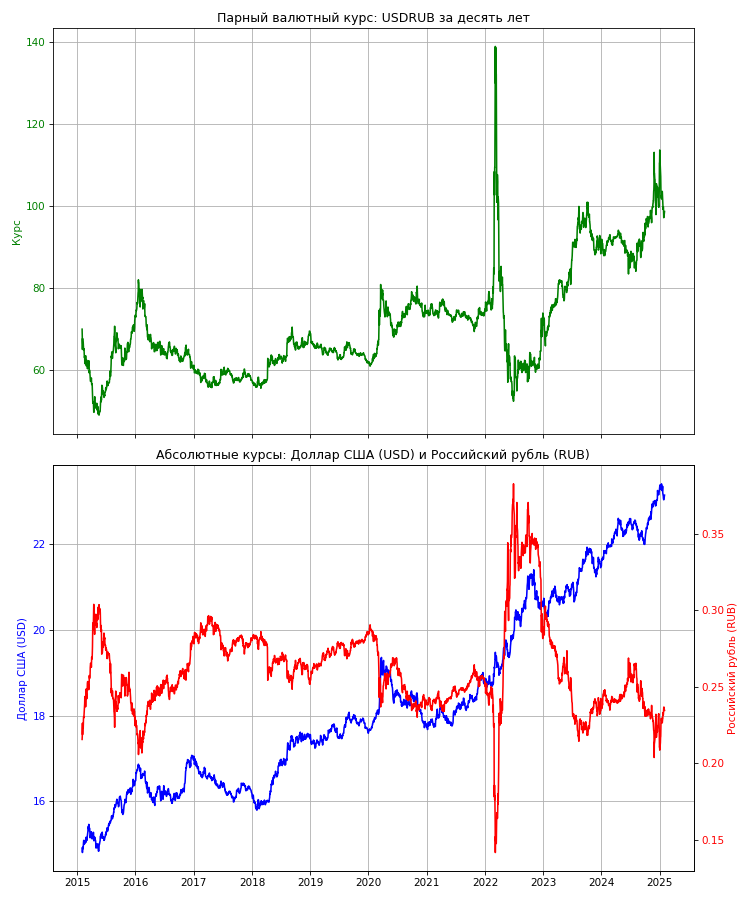 Парный валютный курс: USDRUB за десять лет
140
120
100
80
60
Курс
Абсолютные курсы: Доллар США (USD) и Российский рубль (RUB)
22
20
18
16
Доллар США (USD)
0.35
0.30
0.25
0.20
0.15
Российский рубль (RUB)
2015 2016 2017 2018 2019 2020 2021 2022 2023 2024 2025